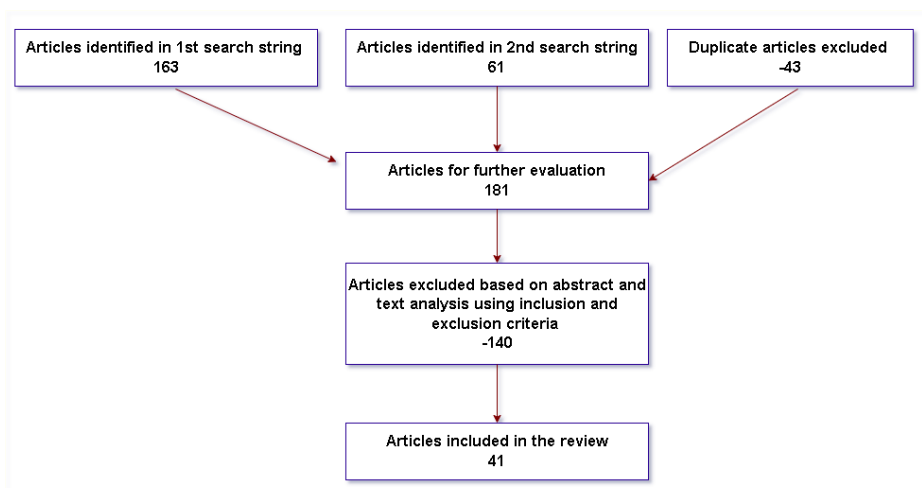 Articles identified in 1st search string
163
Articles identified in 2nd search string
61
Duplicate articles excluded
-43
Articles for further evaluation
181
Articles excluded based on abstract and
text analysis using inclusion and
exclusion criteria
-140
Articles included in the review
41